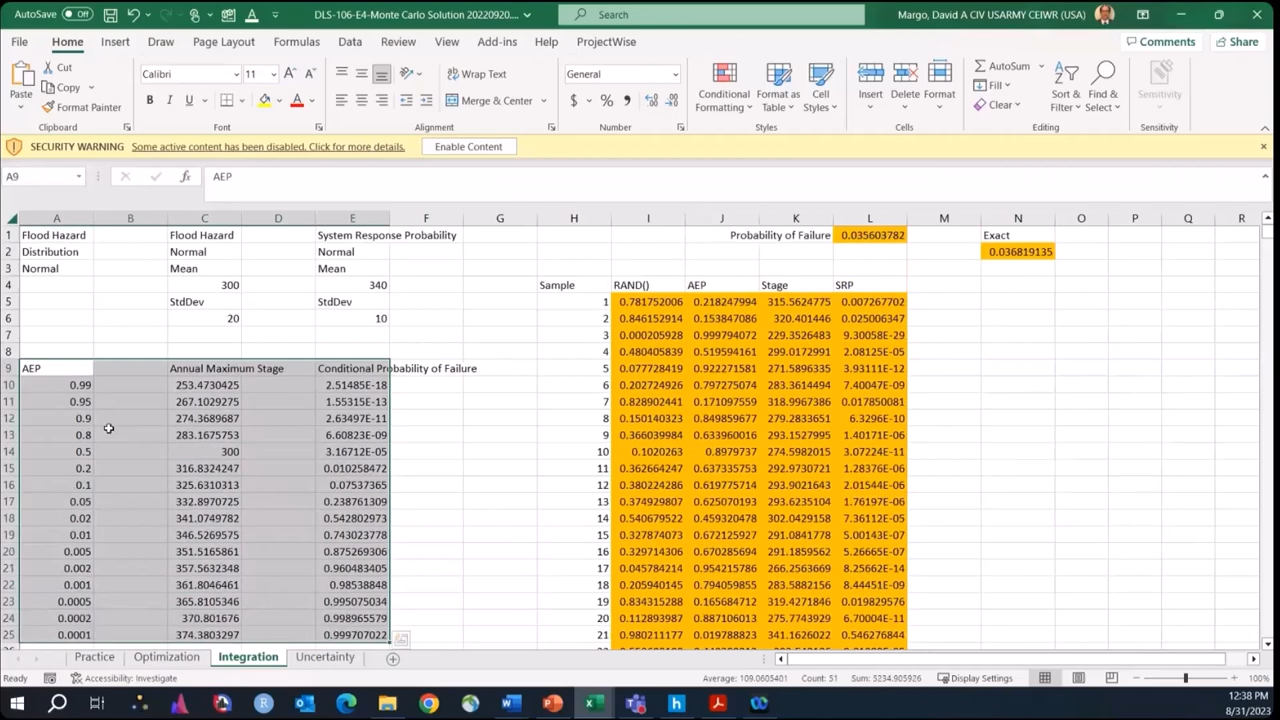 AutoSave Off DLS-106-E4-Monte Carlo Solution 20220920.... Search Margo, David A CIV USARMY CEIWR (USA)
File Home Insert Draw Page Layout Formulas Data Review View Add-ins Help ProjectWise Comments Share
Paste Cut Copy Format Painter Clipboard
Calibri 11 B I U Font
Wrap Text Merge & Center Alignment
General $ % Number
Conditional Formatting Format as Table Cell Styles Styles
Insert Delete Format Cells
AutoSum Fill Clear Sort & Filter Find & Select Editing
Sensitivity Sensitivity
SECURITY WARNING Some active content has been disabled. Click for more details. Enable Content
A9 fx AEP
A B C D E F G H I J K L M N O P Q R
1 Flood Hazard Flood Hazard System Response Probability Probability of Failure 0.035603782 Exact
2 Distribution Normal Normal 0.036819135
3 Normal Mean Mean
4 300 340 Sample RAND() AEP Stage SRP
5 StdDev StdDev 1 0.781752006 0.218247994 315.5624775 0.007267702
6 20 10 2 0.846152914 0.153847086 320.401446 0.025006347
7 3 0.000205928 0.999794072 229.3526483 9.30058E-29
8 4 0.480405839 0.519594161 299.0172991 2.08125E-05
9 AEP Annual Maximum Stage Conditional Probability of Failure 5 0.077728419 0.922271581 271.5896335 3.93111E-12
10 0.99 253.4730425 2.51485E-18 6 0.202724926 0.797275074 283.3614494 7.40047E-09
11 0.95 267.1029275 1.55315E-13 7 0.828902441 0.171097559 318.9967386 0.017850081
12 0.9 274.3689687 2.63497E-11 8 0.150140323 0.849859677 279.2833651 6.3296E-10
13 0.8 283.1675753 6.60823E-09 9 0.366039984 0.633960016 293.1527995 1.40171E-06
14 0.5 300 3.16712E-05 10 0.1020263 0.8979737 274.5982015 3.07224E-11
15 0.2 316.8324247 0.010258472 11 0.362664247 0.637335753 292.9730721 1.28376E-06
16 0.1 325.6310313 0.07537365 12 0.380224286 0.619775714 293.9021643 2.01544E-06
17 0.05 332.8970725 0.238761309 13 0.374929807 0.625070193 293.6235104 1.76197E-06
18 0.02 341.0749782 0.542802973 14 0.540679522 0.459320478 302.0429158 7.36112E-05
19 0.01 346.5269575 0.743023778 15 0.327874073 0.672125927 291.0841778 5.00143E-07
20 0.005 351.5165861 0.875269306 16 0.329714306 0.670285694 291.1859562 5.26665E-07
21 0.002 357.5632348 0.960483405 17 0.045784214 0.954215786 266.2563669 8.25662E-14
22 0.001 361.8046461 0.98538848 18 0.205940145 0.794059855 283.5882156 8.44451E-09
23 0.0005 365.8105346 0.995075034 19 0.834315288 0.165684712 319.4271846 0.019829576
24 0.0002 370.801676 0.998965579 20 0.112893987 0.887106013 275.7743929 6.70004E-11
25 0.0001 374.3803297 0.999707022 21 0.980211177 0.019788823 341.1626022 0.546276844
Practice Optimization Integration Uncertainty
Ready Accessibility: Investigate Average: 109.0605401 Count: 51 Sum: 5234.905926 Display Settings 100%
12:38 PM
8/31/2023